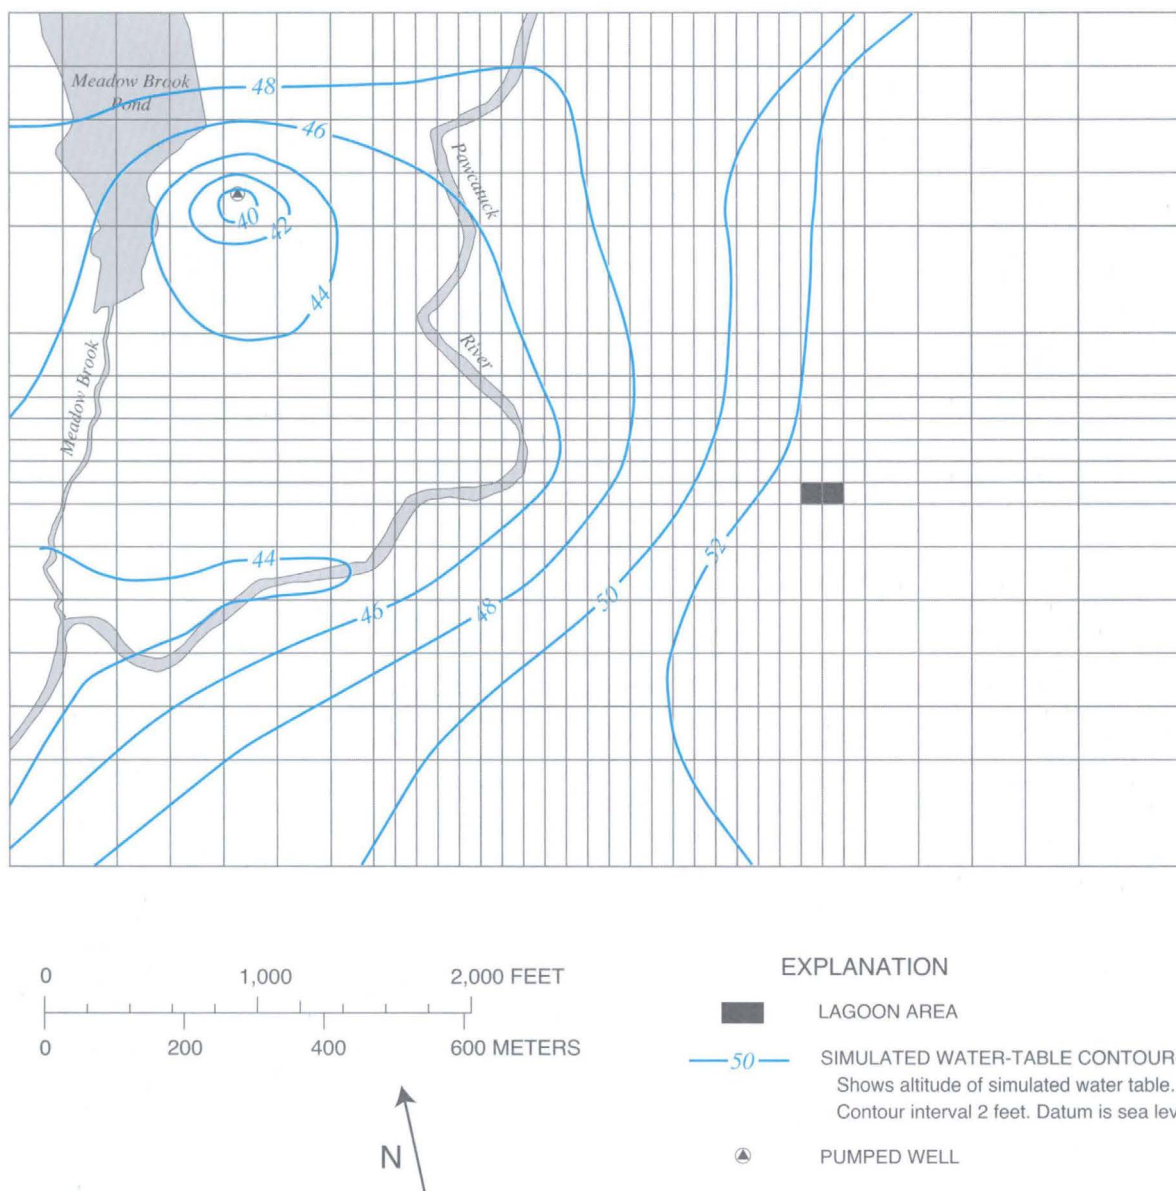 Meadow Brook
Pond
48
46
Pawcatuck
40
42
44
River
Meadow Brook
52
44
50
46
48
0 1,000 2,000 FEET
0 200 400 600 METERS
N
EXPLANATION
LAGOON AREA
50 SIMULATED WATER-TABLE CONTOUR
Shows altitude of simulated water table.
Contour interval 2 feet. Datum is sea lev
PUMPED WELL